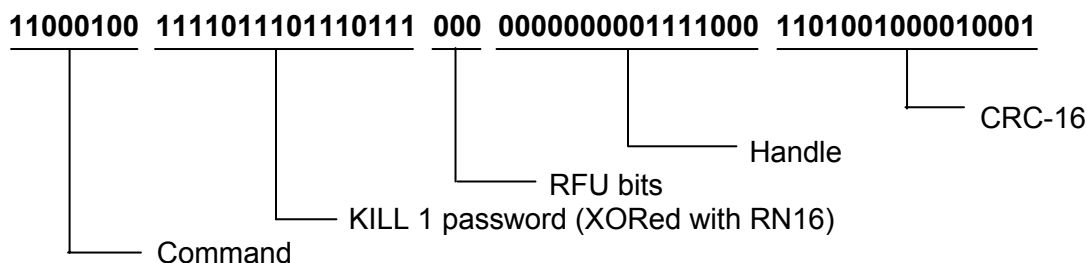 11000100 1111011101110111 000 0000000001111000 1101001000010001
CRC-16
Handle
RFU bits
KILL 1 password (XORed with RN16)
Command